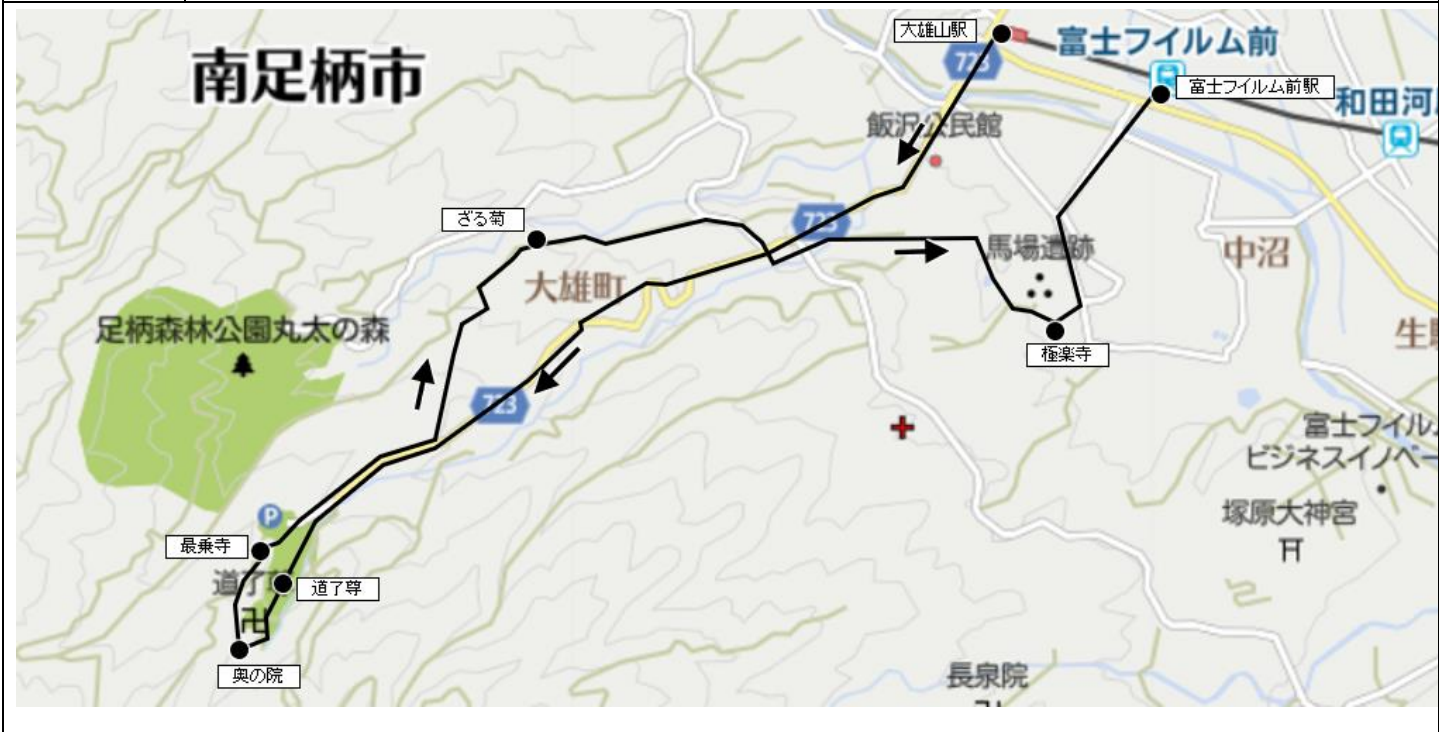 大雄山駅
富士フイルム前
南足柄市
723
富士フイルム前駅
和田河
飯沢公民館
ざる菊
723
馬場遺跡
中沼
大雄町
足柄森林公園丸太の森
生
極楽寺
723
富士フイル
ビジネスイノベー
塚原大神宮
P
最乗寺
道了尊
道了
奥の院
長泉院